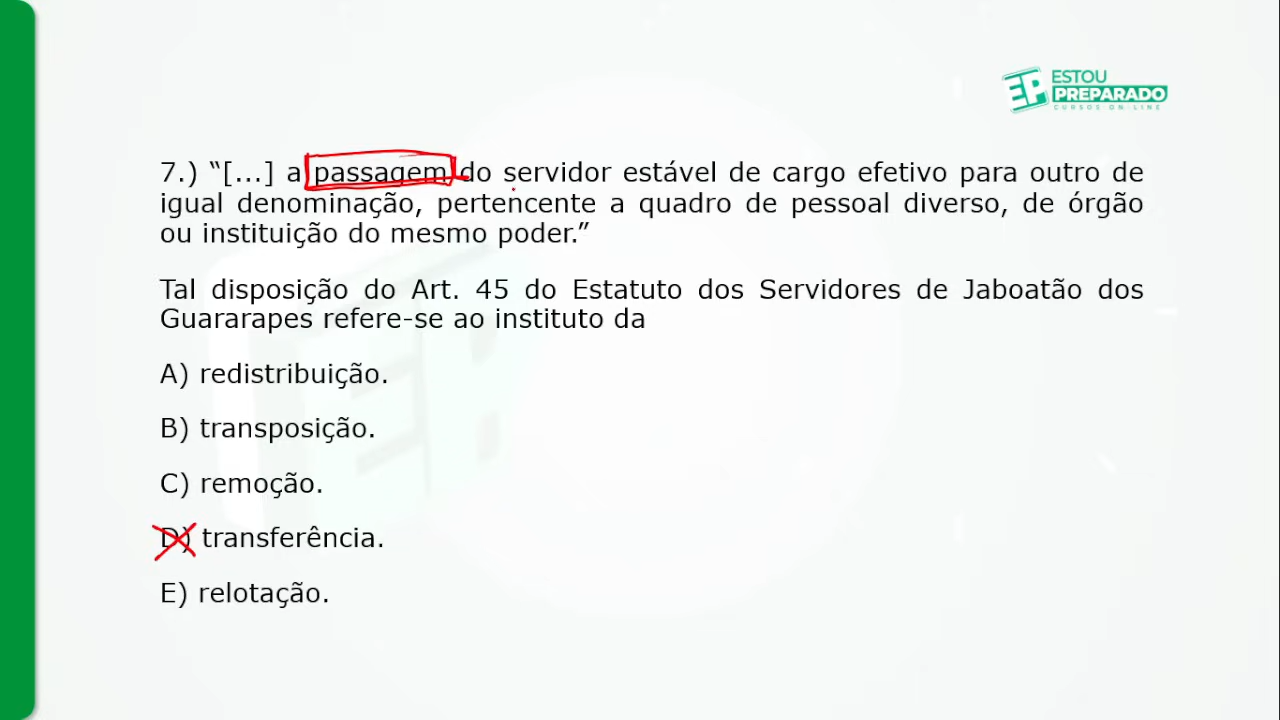 ESTOU
EP PREPARADO
CURSOS ON-LINE
7.) “[...] a passagem do servidor estável de cargo efetivo para outro de
igual denominação, pertencente a quadro de pessoal diverso, de órgão
ou instituição do mesmo poder.”
Tal disposição do Art. 45 do Estatuto dos Servidores de Jaboatão dos
Guararapes refere-se ao instituto da
A) redistribuição.
B) transposição.
C) remoção.
D) transferência.
E) relotação.